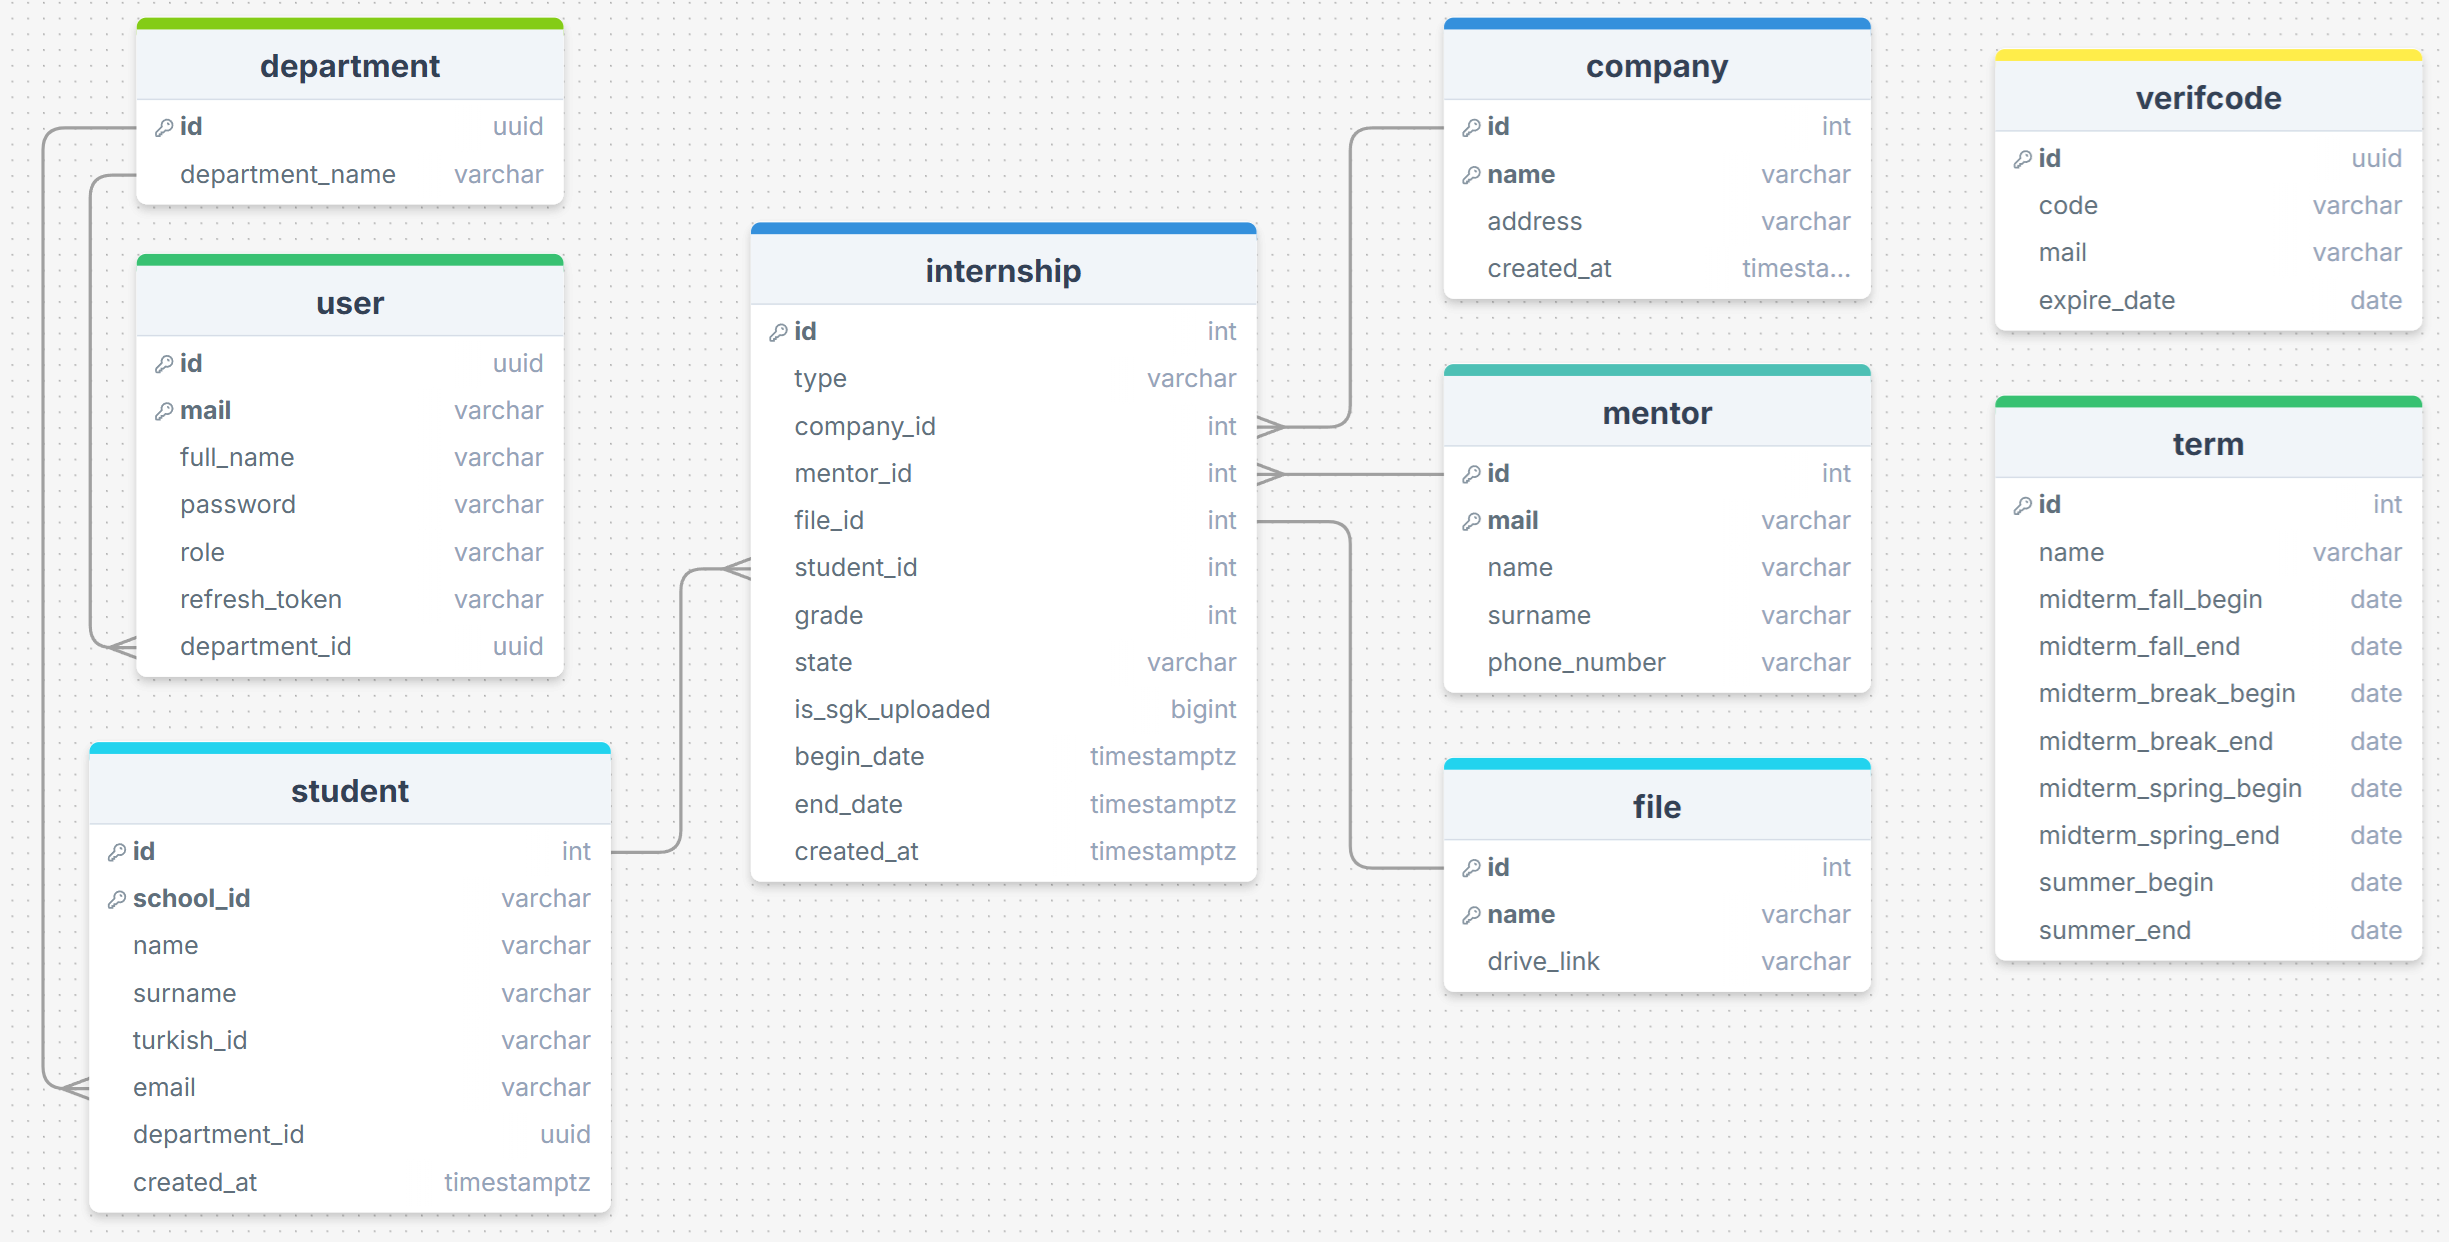 department
id uuid
department_name varchar
user
id uuid
mail varchar
full_name varchar
password varchar
role varchar
refresh_token varchar
department_id uuid
student
id int
school_id varchar
name varchar
surname varchar
turkish_id varchar
email varchar
department_id uuid
created_at timestamptz
internship
id int
type varchar
company_id int
mentor_id int
file_id int
student_id int
grade int
state varchar
is_sgk_uploaded bigint
begin_date timestamptz
end_date timestamptz
created_at timestamptz
company
id int
name varchar
address varchar
created_at timesta...
mentor
id int
mail varchar
name varchar
surname varchar
phone_number varchar
file
id int
name varchar
drive_link varchar
verifcode
id uuid
code varchar
mail varchar
expire_date date
term
id int
name varchar
midterm_fall_begin date
midterm_fall_end date
midterm_break_begin date
midterm_break_end date
midterm_spring_begin date
midterm_spring_end date
summer_begin date
summer_end date